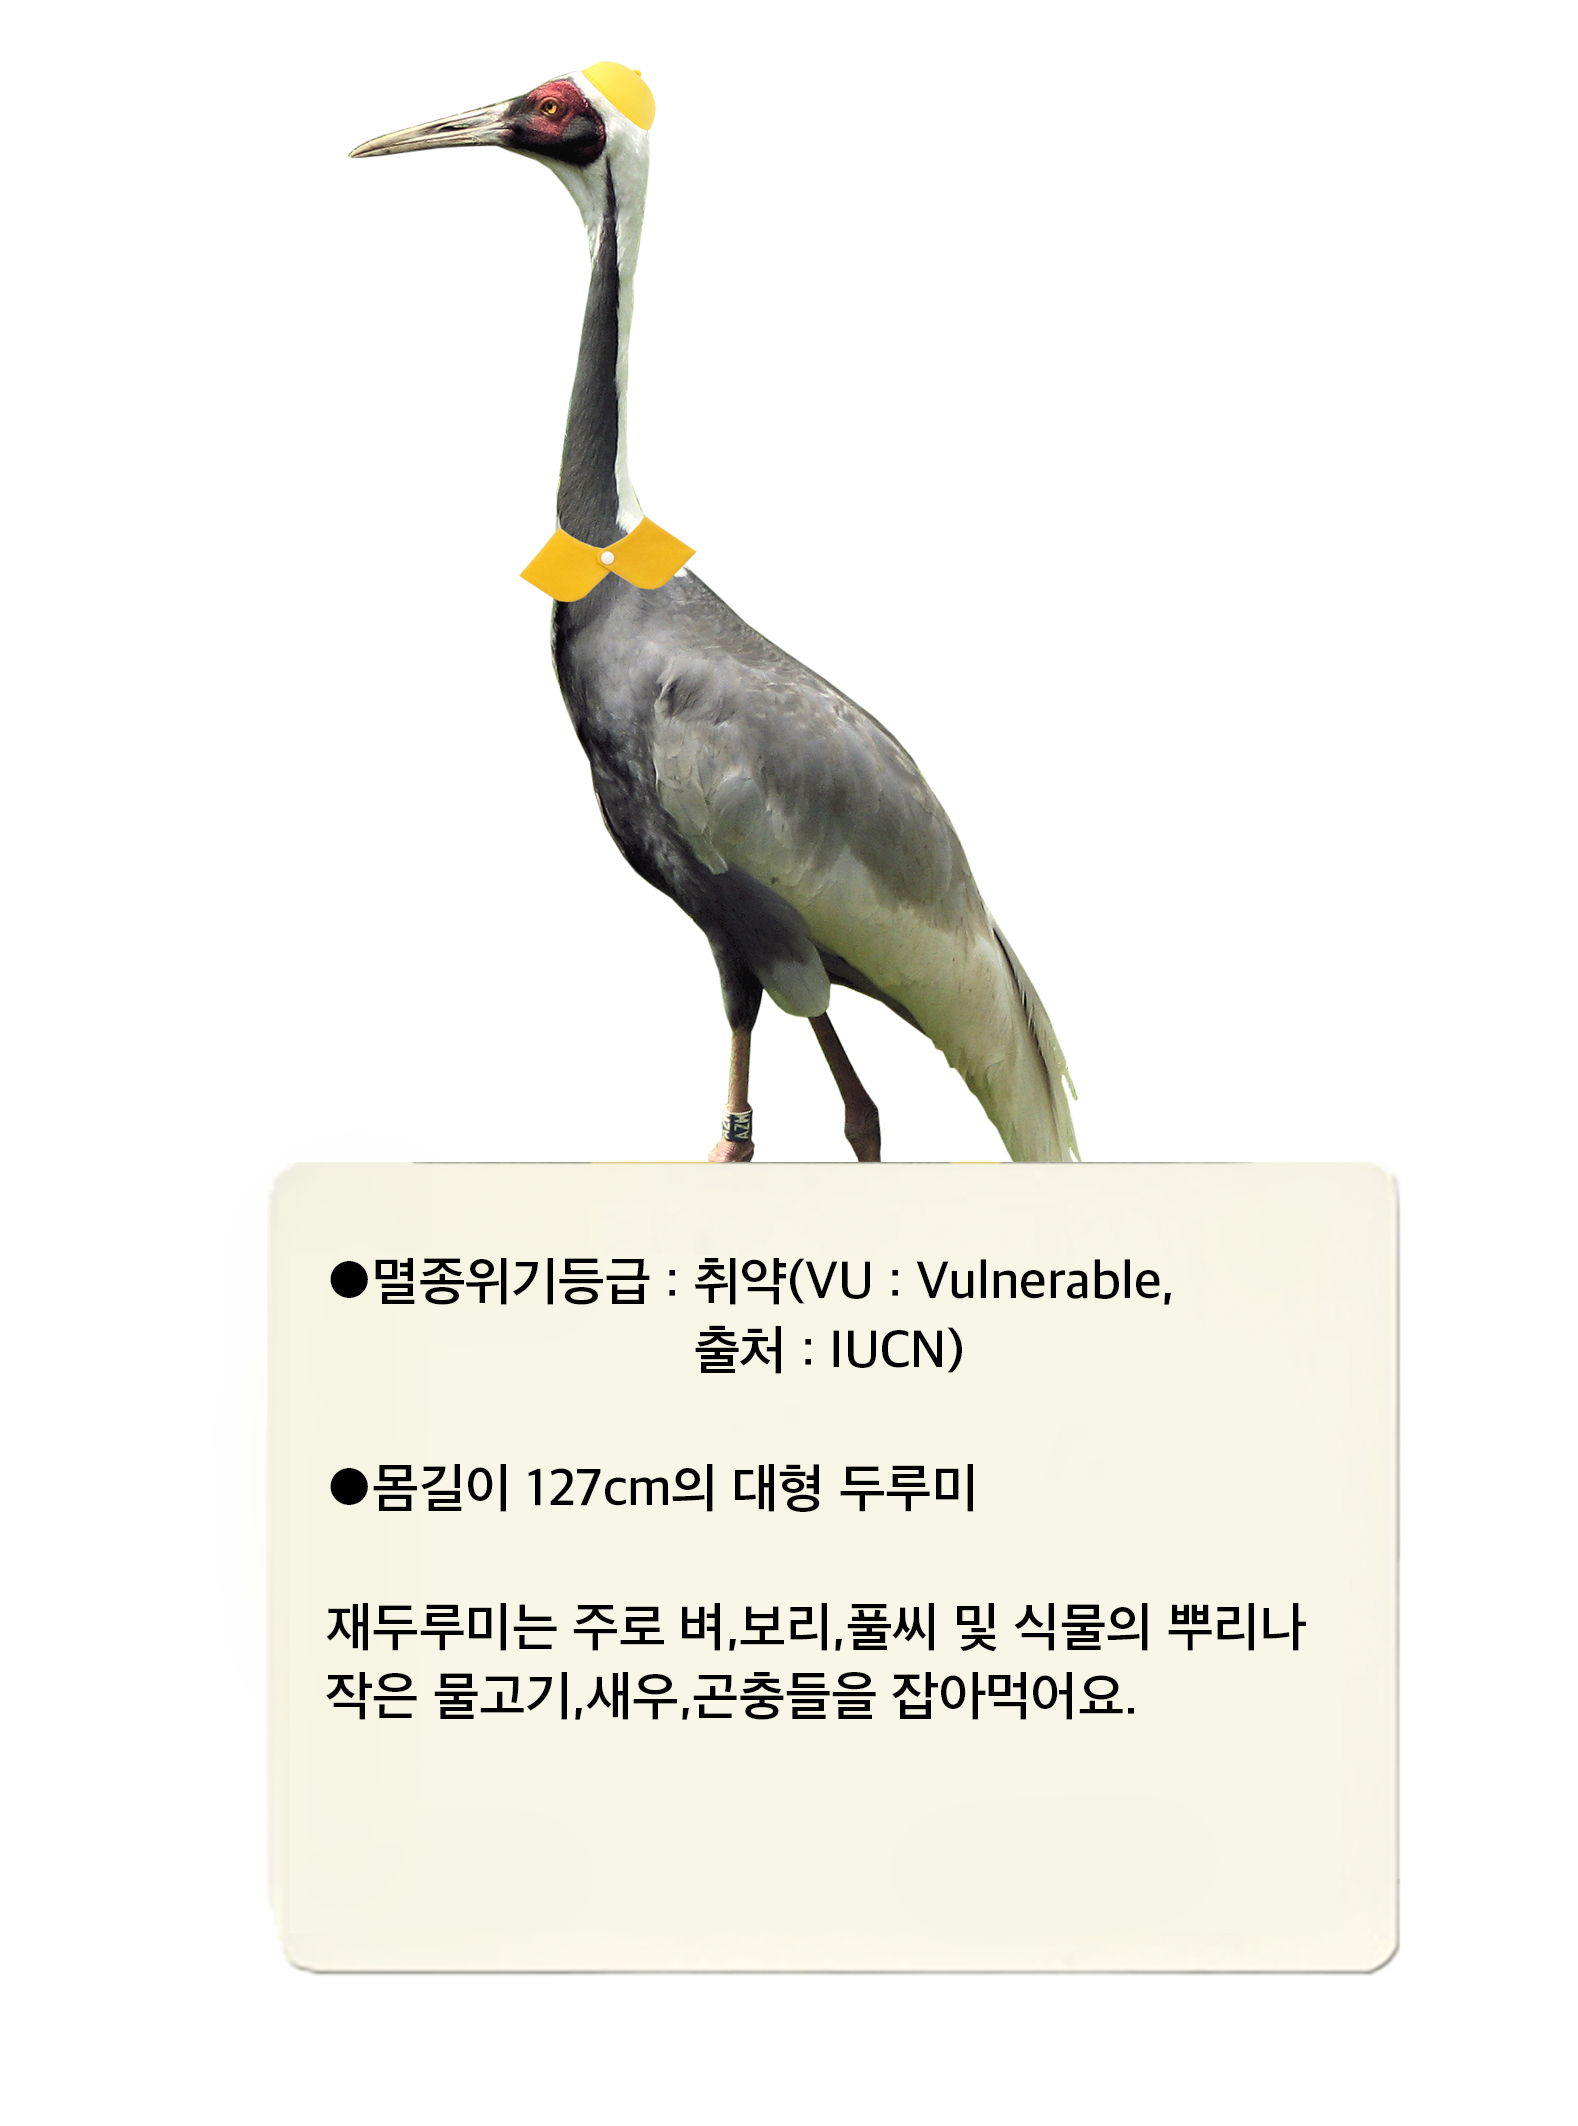 AZH
●멸종위기등급 : 취약(VU : Vulnerable,
출처 : IUCN)
●몸길이 127cm의 대형 두루미
재두루미는 주로 벼,보리,풀씨 및 식물의 뿌리나
작은 물고기,새우,곤충들을 잡아먹어요.